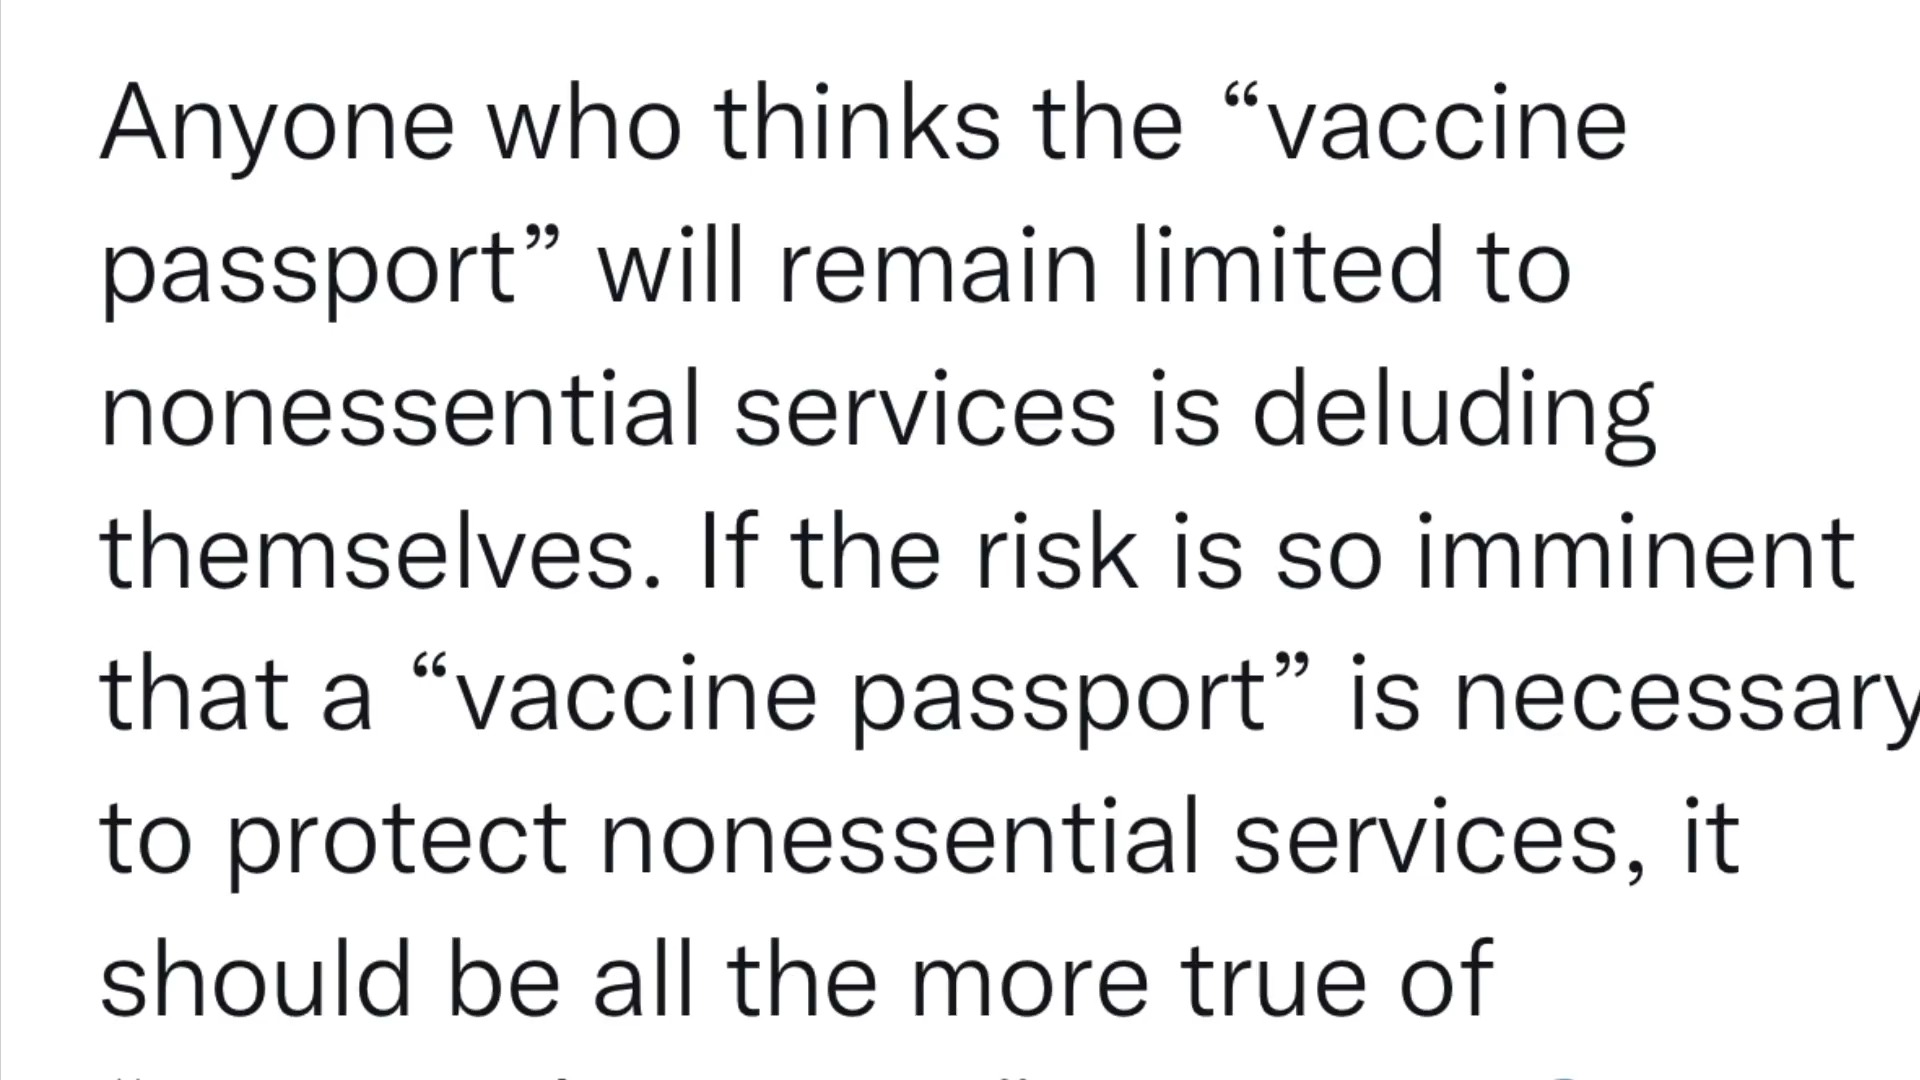 Anyone who thinks the “vaccine
passport” will remain limited to
nonessential services is deluding
themselves. If the risk is so imminent
that a “vaccine passport” is necessary
to protect nonessential services, it
should be all the more true of